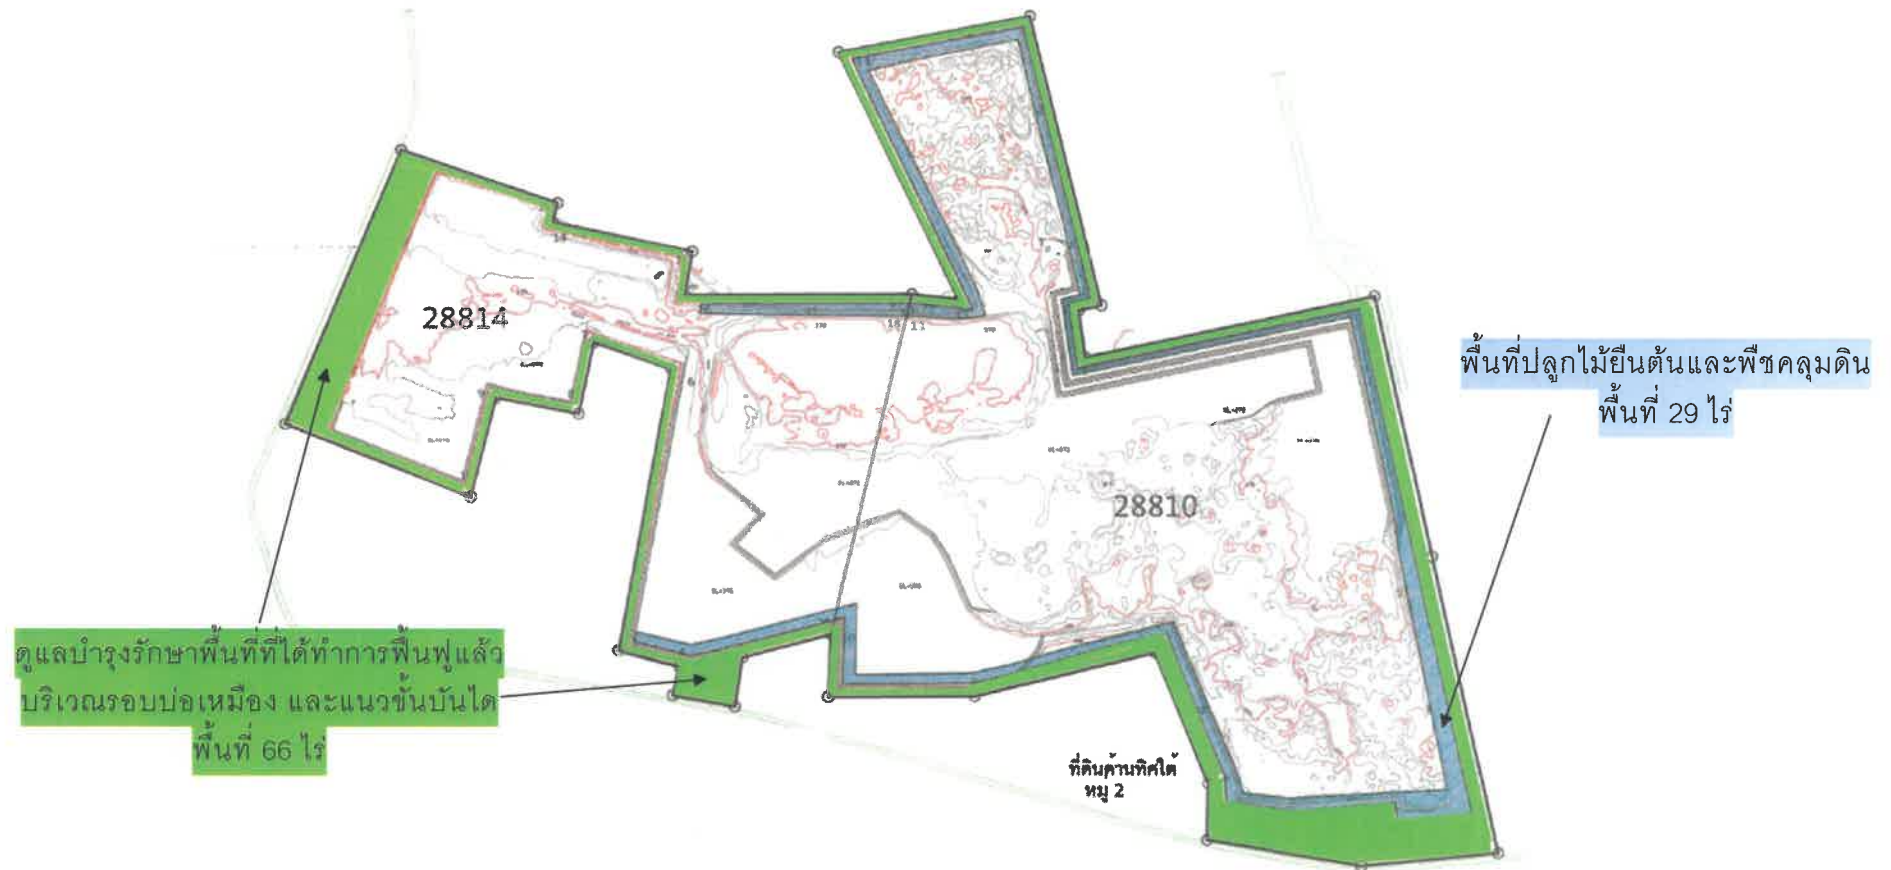 28814
พื้นที่ปลูกไม้ยืนต้นและพืชคลุมดิน
พื้นที่ 29 ไร่
28810
ดูแลบำรุงรักษาพื้นที่ที่ได้ทำการฟื้นฟูแล้ว
บริเวณรอบบ่อเหมือง และแนวขั้นบันได
พื้นที่ 66 ไร่
ที่ดินด้านทิศใต้
หมู่ 2